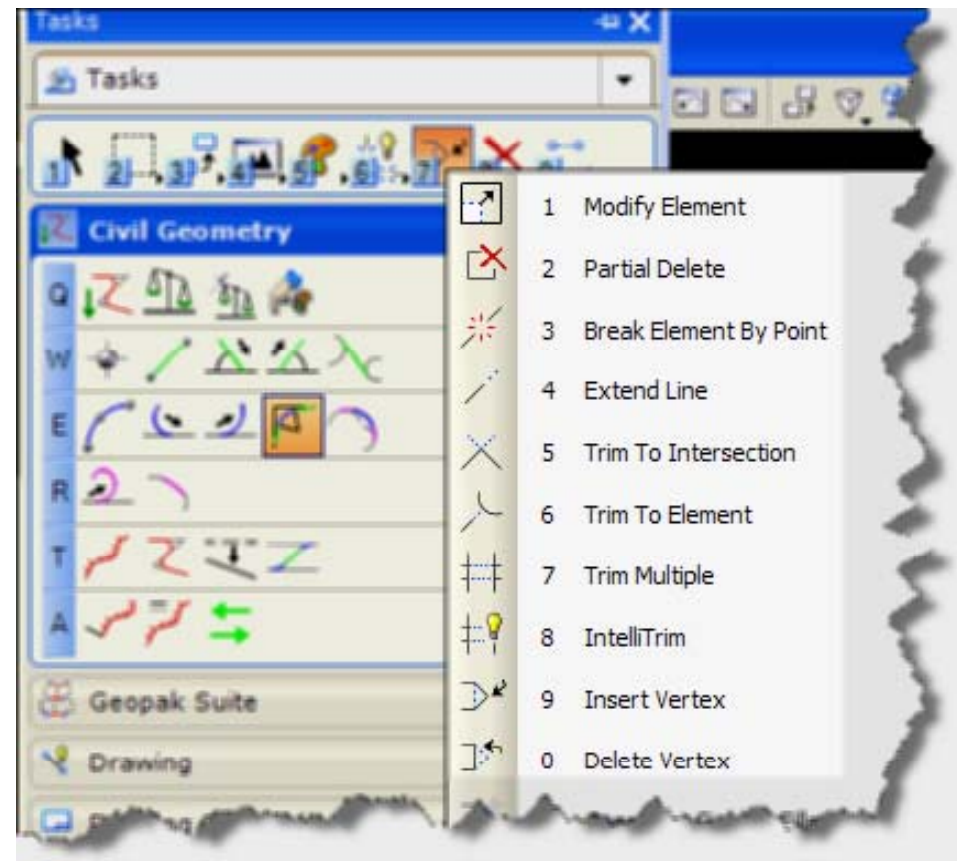 Tasks
Tasks
1 2 3 4 5 6 7
Civil Geometry
Q
W
E
R
T
A
Geopak Suite
Drawing
1 Modify Element
2 Partial Delete
3 Break Element By Point
4 Extend Line
5 Trim To Intersection
6 Trim To Element
7 Trim Multiple
8 IntelliTrim
9 Insert Vertex
0 Delete Vertex